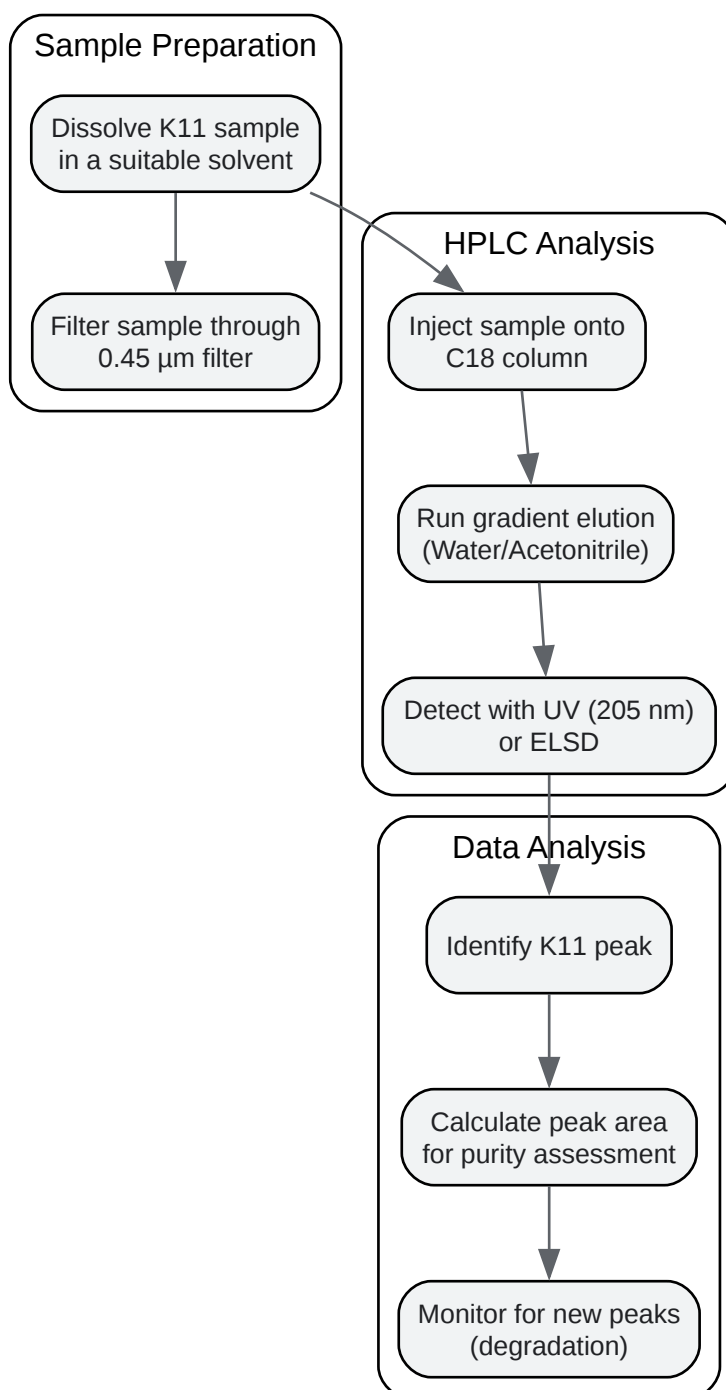 Sample Preparation
Dissolve K11 sample
in a suitable solvent
Filter sample through
0.45 µm filter
HPLC Analysis
Inject sample onto
C18 column
Run gradient elution
(Water/Acetonitrile)
Detect with UV (205 nm)
or ELSD
Data Analysis
Identify K11 peak
Calculate peak area
for purity assessment
Monitor for new peaks
(degradation)